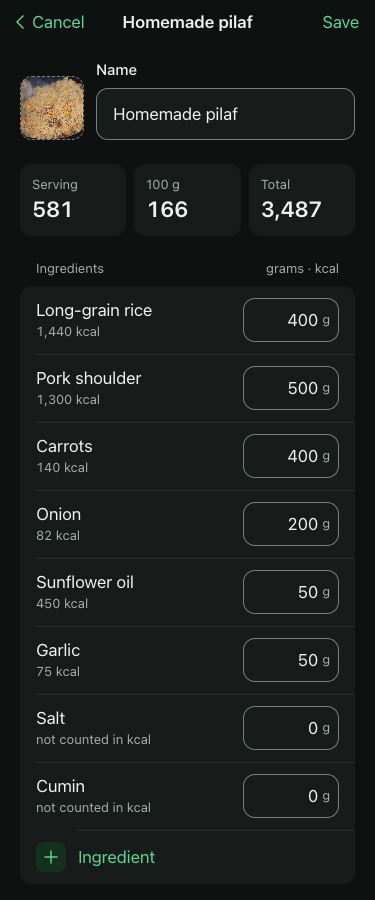 Cancel
Homemade pilaf
Save
Name
Homemade pilaf
Serving
581
100 g
166
Total
3,487
Ingredients
grams · kcal
Long-grain rice
1,440 kcal
400 g
Pork shoulder
1,300 kcal
500 g
Carrots
140 kcal
400 g
Onion
82 kcal
200 g
Sunflower oil
450 kcal
50 g
Garlic
75 kcal
50 g
Salt
not counted in kcal
0 g
Cumin
not counted in kcal
0 g
+ Ingredient